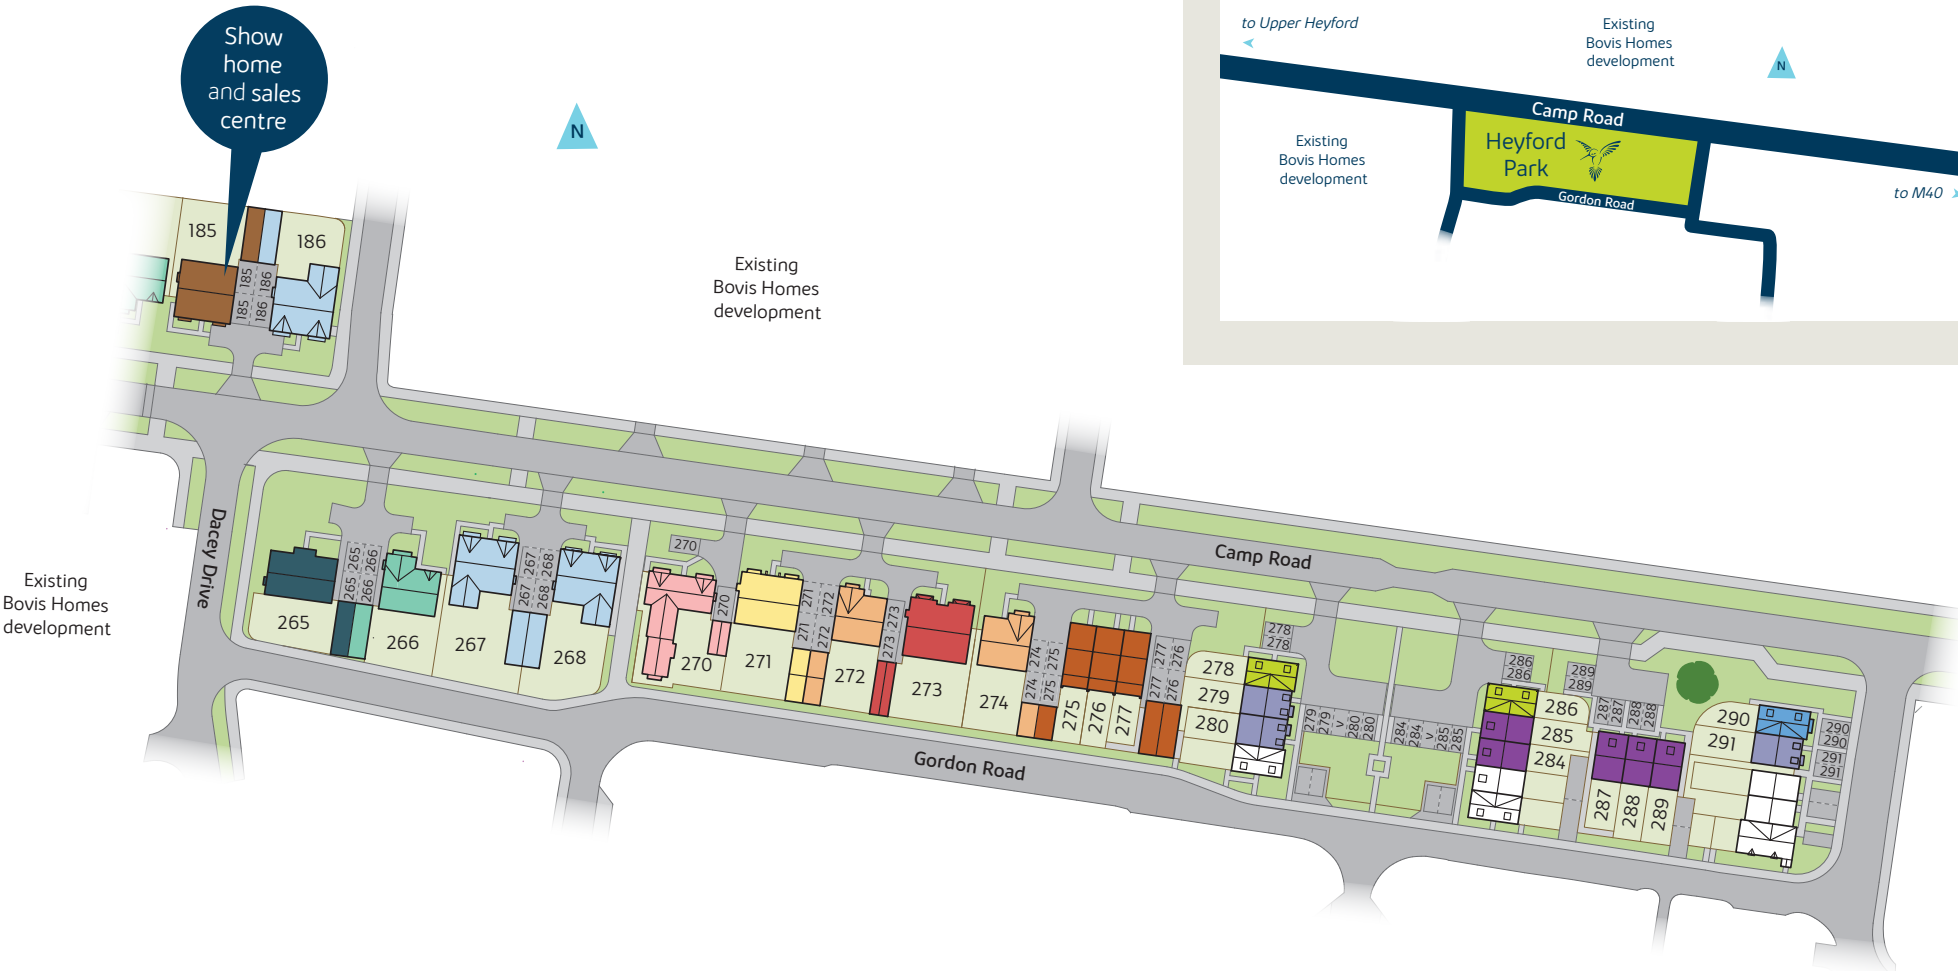 Show
home
and sales
centre
N
185
186
185
186
185
186
Existing
Bovis Homes
development
to Upper Heyford
Existing
Bovis Homes
development
N
Camp Road
Existing
Bovis Homes
development
Heyford
Park
Gordon Road
to M40
Existing
Bovis Homes
development
Dacey Drive
Camp Road
Gordon Road
265
265
265
266
266
266
267
267
267
268
268
268
270
270
270
271
271
271
272
272
272
273
273
273
274
274
274
275
275
275
276
276
276
277
277
277
278
278
278
279
280
279
279
v
280
280
284
284
v
285
285
286
286
286
285
284
289
289
287
287
288
288
287
288
289
290
291
290
290
291
291